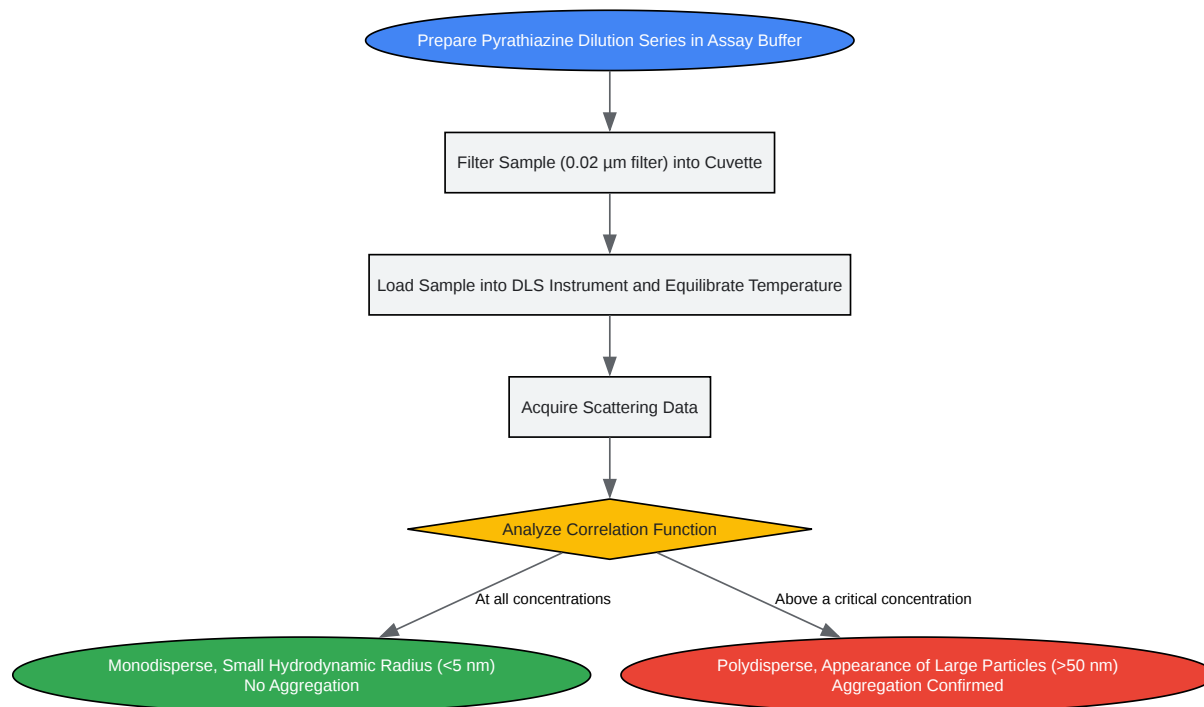 Prepare Pyrathiazine Dilution Series in Assay Buffer
Filter Sample (0.02 µm filter) into Cuvette
Load Sample into DLS Instrument and Equilibrate Temperature
Acquire Scattering Data
Analyze Correlation Function
At all concentrations
Above a critical concentration
Monodisperse, Small Hydrodynamic Radius (<5 nm)
No Aggregation
Polydisperse, Appearance of Large Particles (>50 nm)
Aggregation Confirmed